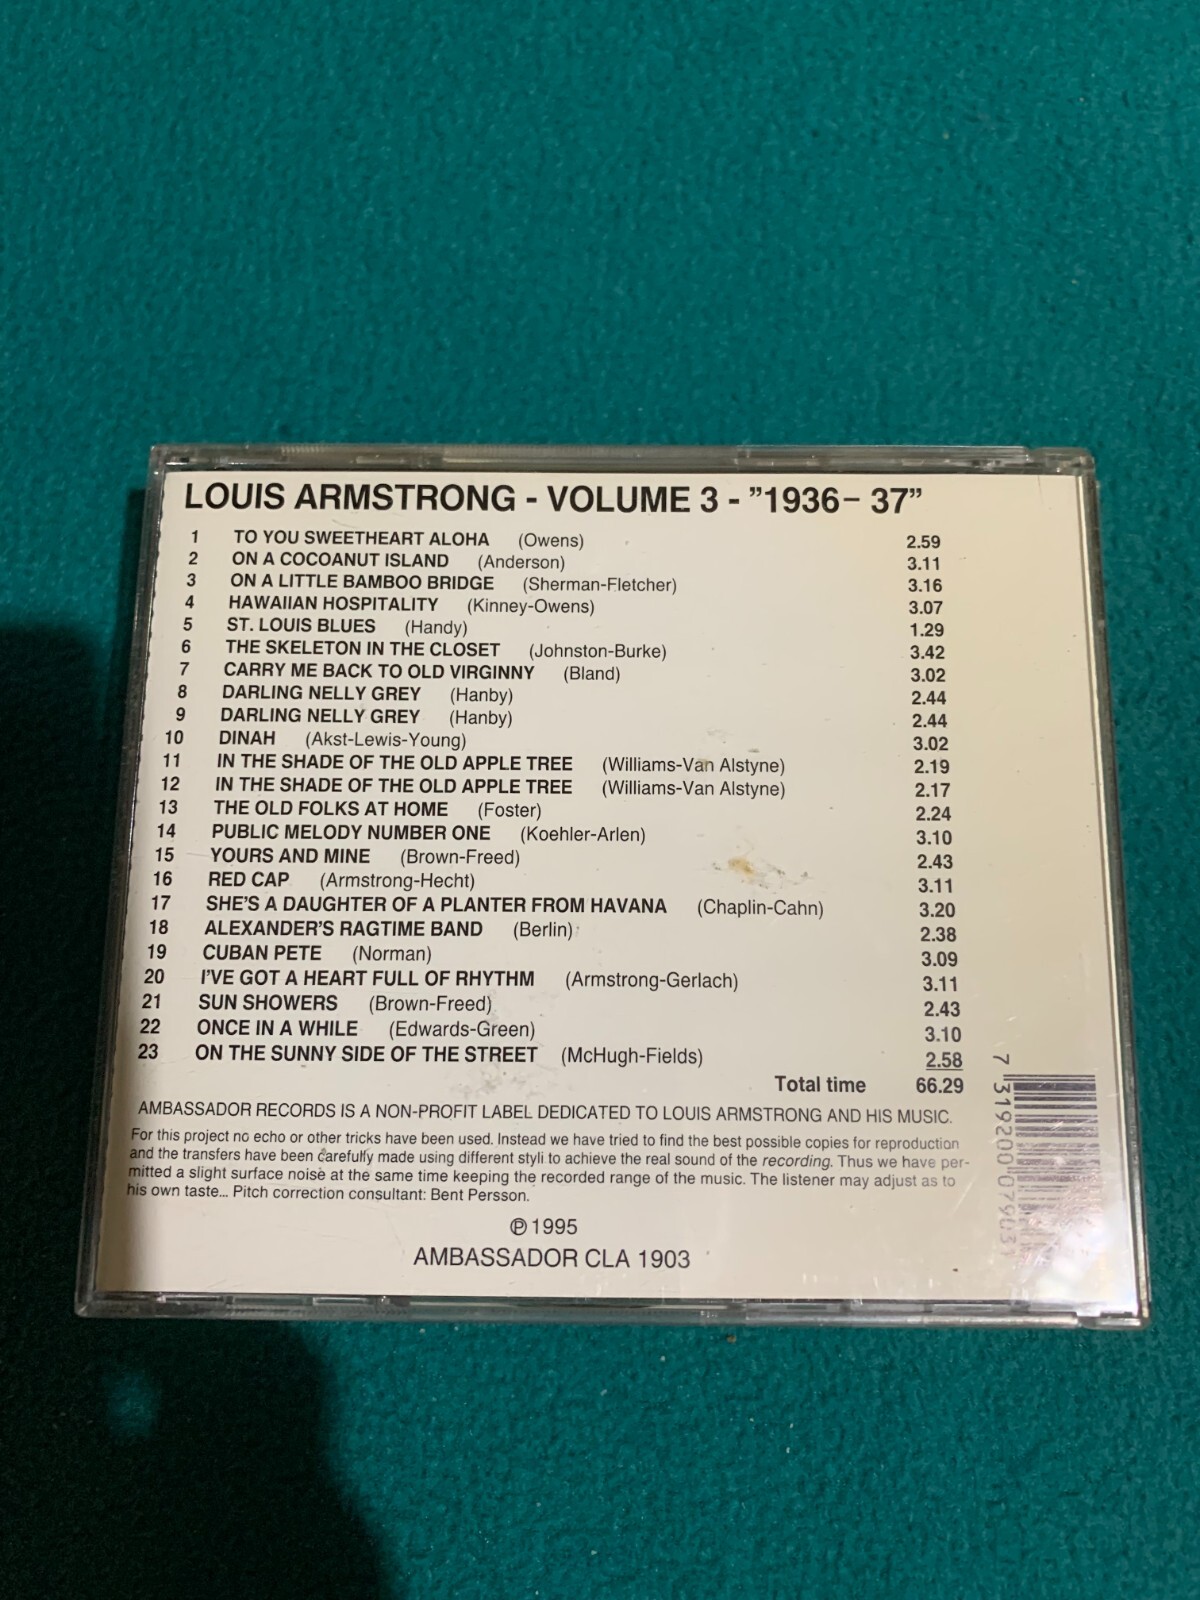 LOUIS ARMSTRONG - VOLUME 3 - "1936- 37"
1 TO YOU SWEETHEART ALOHA (Owens) 2.59
2 ON A COCOANUT ISLAND (Anderson) 3.11
3 ON A LITTLE BAMBOO BRIDGE (Sherman-Fletcher) 3.16
4 HAWAIIAN HOSPITALITY (Kinney-Owens) 3.07
5 ST. LOUIS BLUES (Handy) 1.29
6 THE SKELETON IN THE CLOSET (Johnston-Burke) 3.42
7 CARRY ME BACK TO OLD VIRGINNY (Bland) 3.02
8 DARLING NELLY GREY (Hanby) 2.44
9 DARLING NELLY GREY (Hanby) 2.44
10 DINAH (Akst-Lewis-Young) 3.02
11 IN THE SHADE OF THE OLD APPLE TREE (Williams-Van Alstyne) 2.19
12 IN THE SHADE OF THE OLD APPLE TREE (Williams-Van Alstyne) 2.17
13 THE OLD FOLKS AT HOME (Foster) 2.24
14 PUBLIC MELODY NUMBER ONE (Koehler-Arlen) 3.10
15 YOURS AND MINE (Brown-Freed) 2.43
16 RED CAP (Armstrong-Hecht) 3.11
17 SHE'S A DAUGHTER OF A PLANTER FROM HAVANA (Chaplin-Cahn) 3.20
18 ALEXANDER'S RAGTIME BAND (Berlin) 2.38
19 CUBAN PETE (Norman) 3.09
20 I'VE GOT A HEART FULL OF RHYTHM (Armstrong-Gerlach) 3.11
21 SUN SHOWERS (Brown-Freed) 2.43
22 ONCE IN A WHILE (Edwards-Green) 3.10
23 ON THE SUNNY SIDE OF THE STREET (McHugh-Fields) 2.58
Total time 66.29
AMBASSADOR RECORDS IS A NON-PROFIT LABEL DEDICATED TO LOUIS ARMSTRONG AND HIS MUSIC.
For this project no echo or other tricks have been used. Instead we have tried to find the best possible copies for reproduction
and the transfers have been carefully made using different styli to achieve the real sound of the recording. Thus we have per-
mitted a slight surface noise at the same time keeping the recorded range of the music. The listener may adjust as to
his own taste... Pitch correction consultant: Bent Persson.
℗ 1995
AMBASSADOR CLA 1903
7 319200 079031